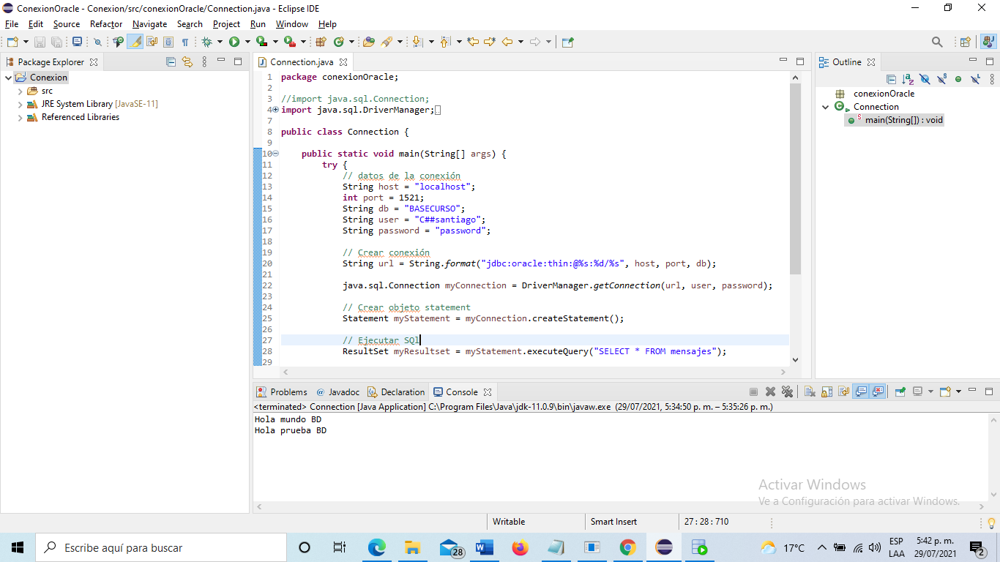 ConexionOracle - Conexion/src/conexionOracle/Connection.java - Eclipse IDE
File Edit Source Refactor Navigate Search Project Run Window Help
Package Explorer
Conexion
src
JRE System Library [JavaSE-11]
Referenced Libraries
Connection.java
1 package conexionOracle;
2
3 //import java.sql.Connection;
4 import java.sql.DriverManager;
7
8 public class Connection {
9
10 public static void main(String[] args) {
11 try {
12 // datos de la conexión
13 String host = "localhost";
14 int port = 1521;
15 String db = "BASECURSO";
16 String user = "C##santiago";
17 String password = "password";
18
19 // Crear conexión
20 String url = String.format("jdbc:oracle:thin:@%s:%d/%s", host, port, db);
21
22 java.sql.Connection myConnection = DriverManager.getConnection(url, user, password);
23
24 // Crear objeto statement
25 Statement myStatement = myConnection.createStatement();
26
27 // Ejecutar SQl
28 ResultSet myResultset = myStatement.executeQuery("SELECT * FROM mensajes");
29
Outline
conexionOracle
Connection
main(String[]) : void
Problems @ Javadoc Declaration Console
<terminated> Connection [Java Application] C:\Program Files\Java\jdk-11.0.9\bin\javaw.exe (29/07/2021, 5:34:50 p. m. – 5:35:26 p. m.)
Hola mundo BD
Hola prueba BD
Activar Windows
Ve a Configuración para activar Windows.
Writable Smart Insert 27 : 28 : 710
Escribe aquí para buscar
28
17°C
ESP
LAA
5:42 p. m.
29/07/2021
2